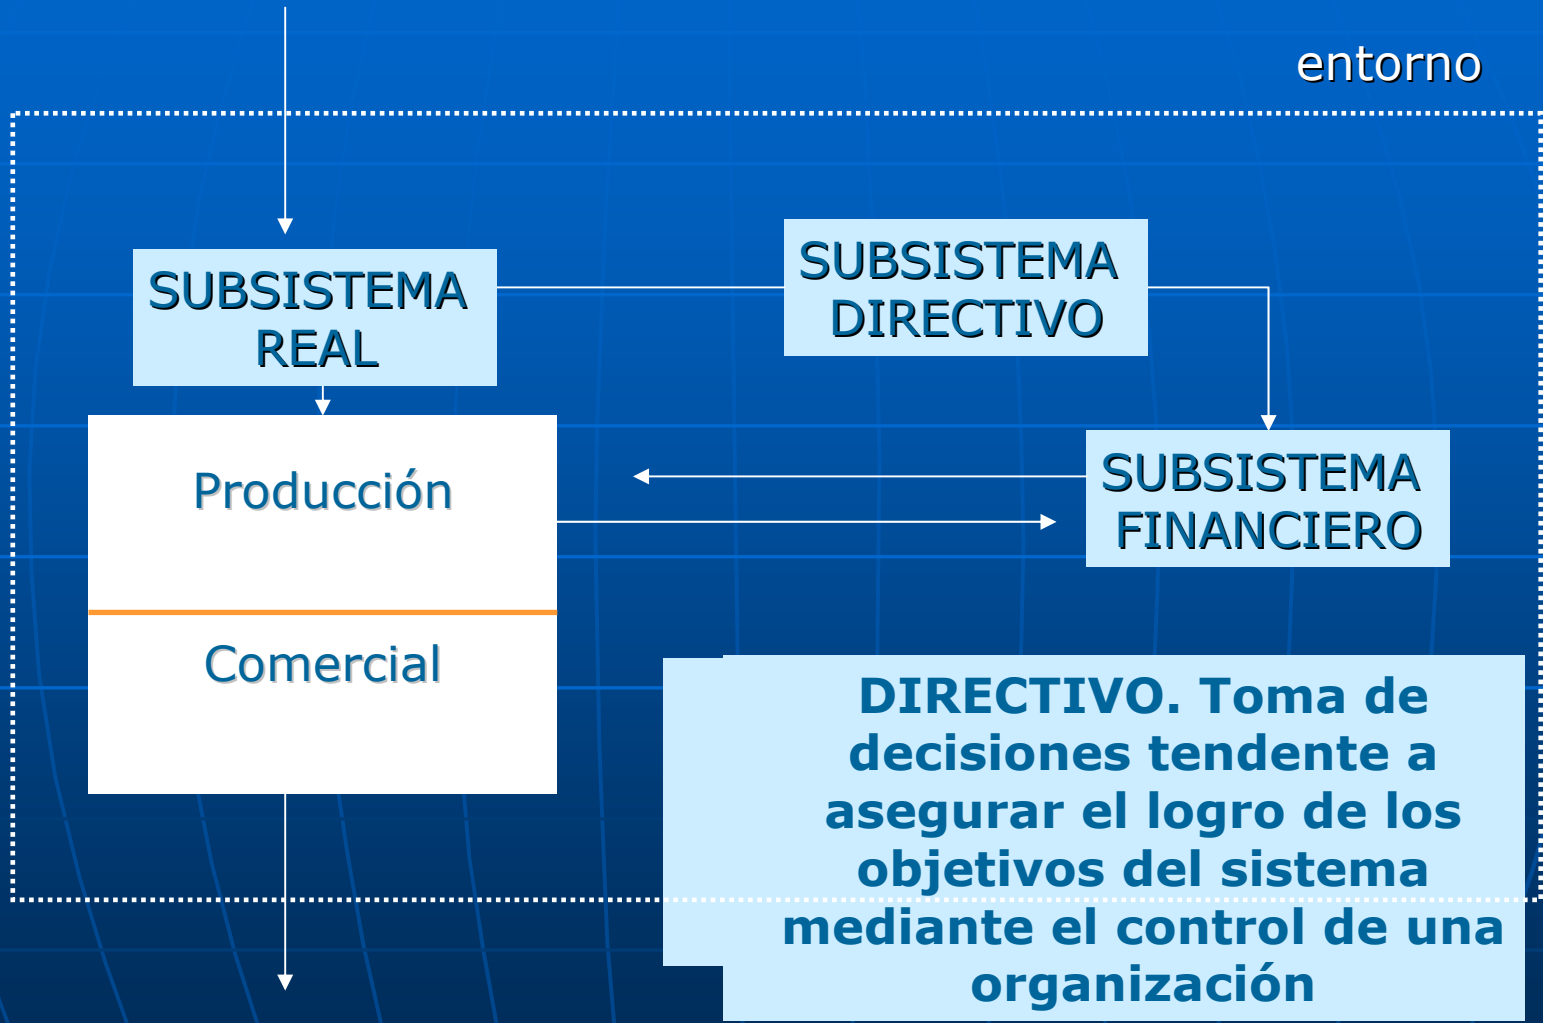 entorno
SUBSISTEMA
REAL
SUBSISTEMA
DIRECTIVO
Producción
SUBSISTEMA
FINANCIERO
Comercial
DIRECTIVO. Toma de
decisiones tendente a
asegurar el logro de los
objetivos del sistema
mediante el control de una
organización